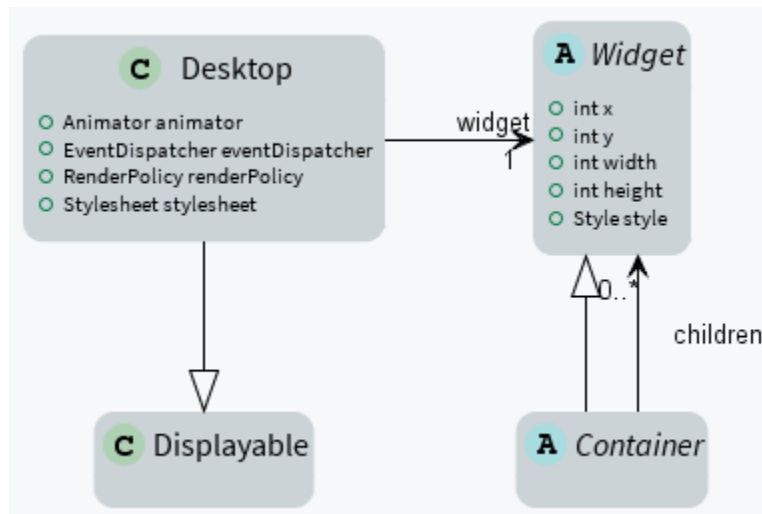 C Desktop
Animator animator
EventDispatcher eventDispatcher
RenderPolicy renderPolicy
Stylesheet stylesheet
widget
1
A Widget
int x
int y
int width
int height
Style style
0..*
children
C Displayable
A Container